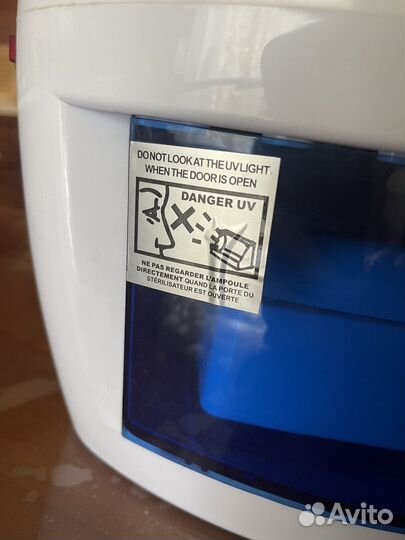 DO NOT LOOK AT THE UV LIGHT
WHEN THE DOOR IS OPEN
DANGER UV
NE PAS REGARDER L'AMPOULE
DIRECTEMENT QUAND LA PORTE DU
STÉRILISATEUR EST OUVERTE
Avito